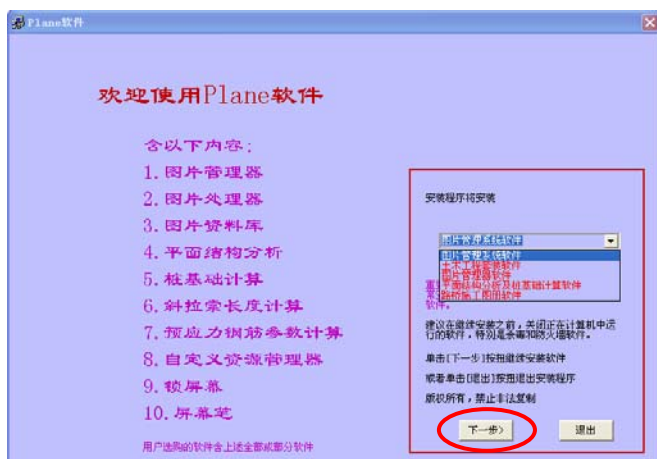 Plane软件
欢迎使用Plane软件
含以下内容：
1. 图片管理器
2. 图片处理器
3. 图片资料库
4. 平面结构分析
5. 桩基础计算
6. 斜拉索长度计算
7. 预应力钢筋参数计算
8. 自定义资源管理器
9. 锁屏幕
10. 屏幕笔
用户选购的软件含上述全部或部分软件
安装程序将安装
图片管理系统软件
图片管理系统软件
土木工程套装软件
图片管理器软件
平面结构分析及桩基础计算软件
路桥施工图册软件
软件。
建议在继续安装之前，关闭正在计算机中运
行的软件，特别是杀毒和防火墙软件。
单击[下一步]按扭继续安装软件
或者单击[退出]按扭退出安装程序
版权所有，禁止非法复制
下一步>
退出